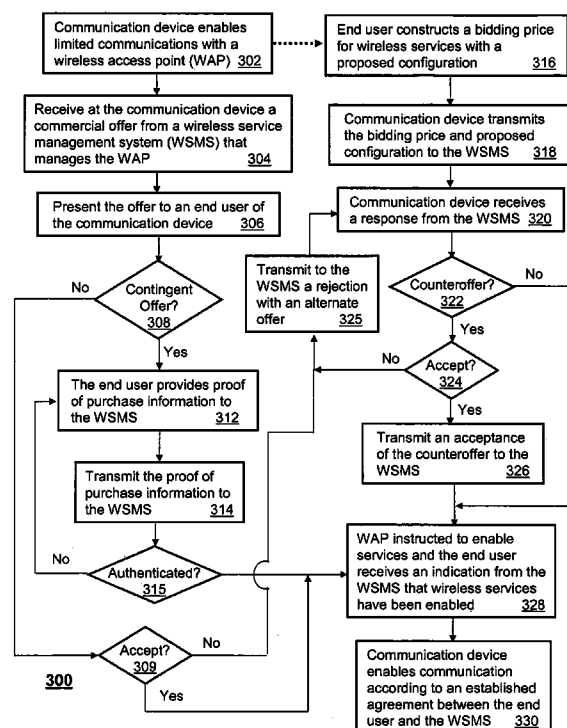 Communication device enables
limited communications with a
wireless access point (WAP) 302
Receive at the communication device a
commercial offer from a wireless service
management system (WSMS) that
manages the WAP 304
Present the offer to an end user of
the communication device 306
No
Contingent
Offer?
308
Yes
The end user provides proof
of purchase information to
the WSMS 312
Transmit the proof of
purchase information to
the WSMS 314
No
Authenticated?
315
Accept?
309
No
Yes
300
End user constructs a bidding price
for wireless services with a
proposed configuration 316
Communication device transmits
the bidding price and proposed
configuration to the WSMS 318
Communication device receives
a response from the WSMS 320
Transmit to the
WSMS a rejection
with an alternate
offer 325
Counteroffer?
322
No
Yes
No
Accept?
324
Yes
Transmit an acceptance
of the counteroffer to the
WSMS 326
WAP instructed to enable
services and the end user
receives an indication from the
WSMS that wireless services
have been enabled 328
Communication device
enables communication
according to an established
agreement between the end
user and the WSMS 330